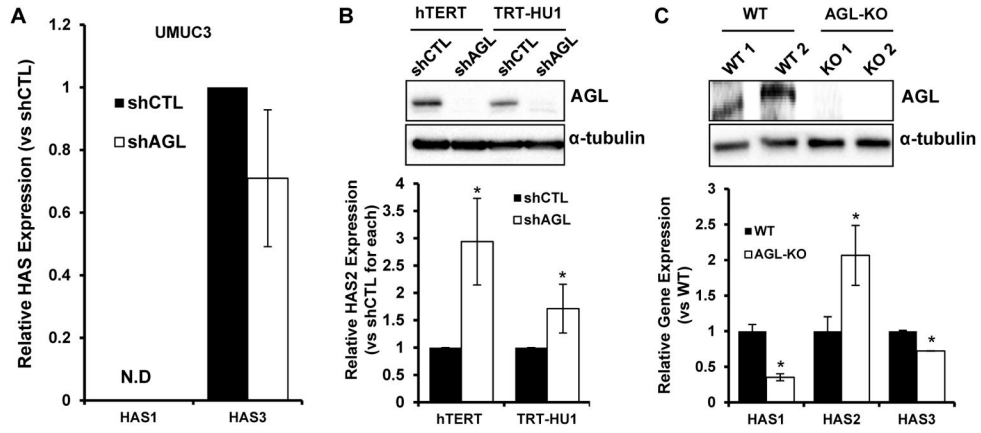 A
UMUC3
Relative HAS Expression (vs shCTL)
1.2
1
0.8
0.6
0.4
0.2
0
shCTL
shAGL
N.D
HAS1
HAS3
B
hTERT
TRT-HU1
shCTL
shAGL
shCTL
shAGL
AGL
α-tubulin
Relative HAS2 Expression
(vs shCTL for each)
4
3.5
3
2.5
2
1.5
1
0.5
0
*
*
shCTL
shAGL
hTERT
TRT-HU1
C
WT
AGL-KO
WT 1
WT 2
KO 1
KO 2
AGL
α-tubulin
Relative Gene Expression
(vs WT)
3
2.5
2
1.5
1
0.5
0
WT
AGL-KO
*
*
*
HAS1
HAS2
HAS3